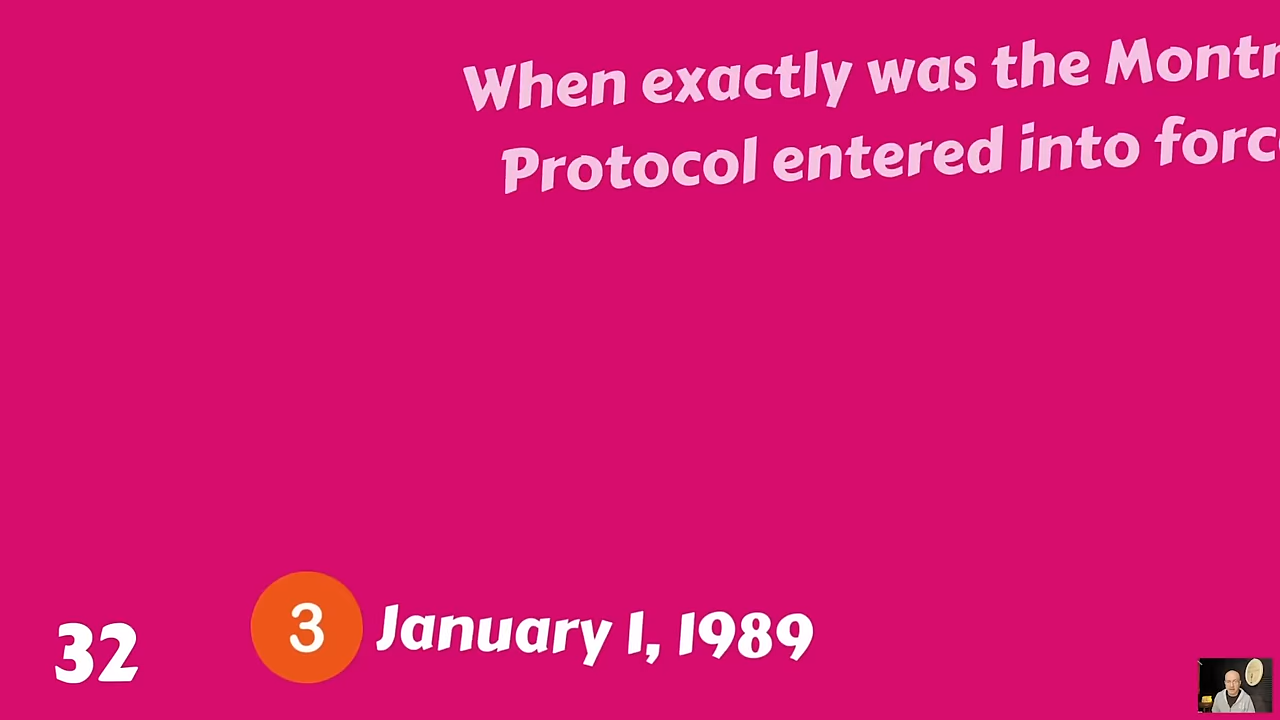 When exactly was the Montr
Protocol entered into forc
32
3 January 1, 1989